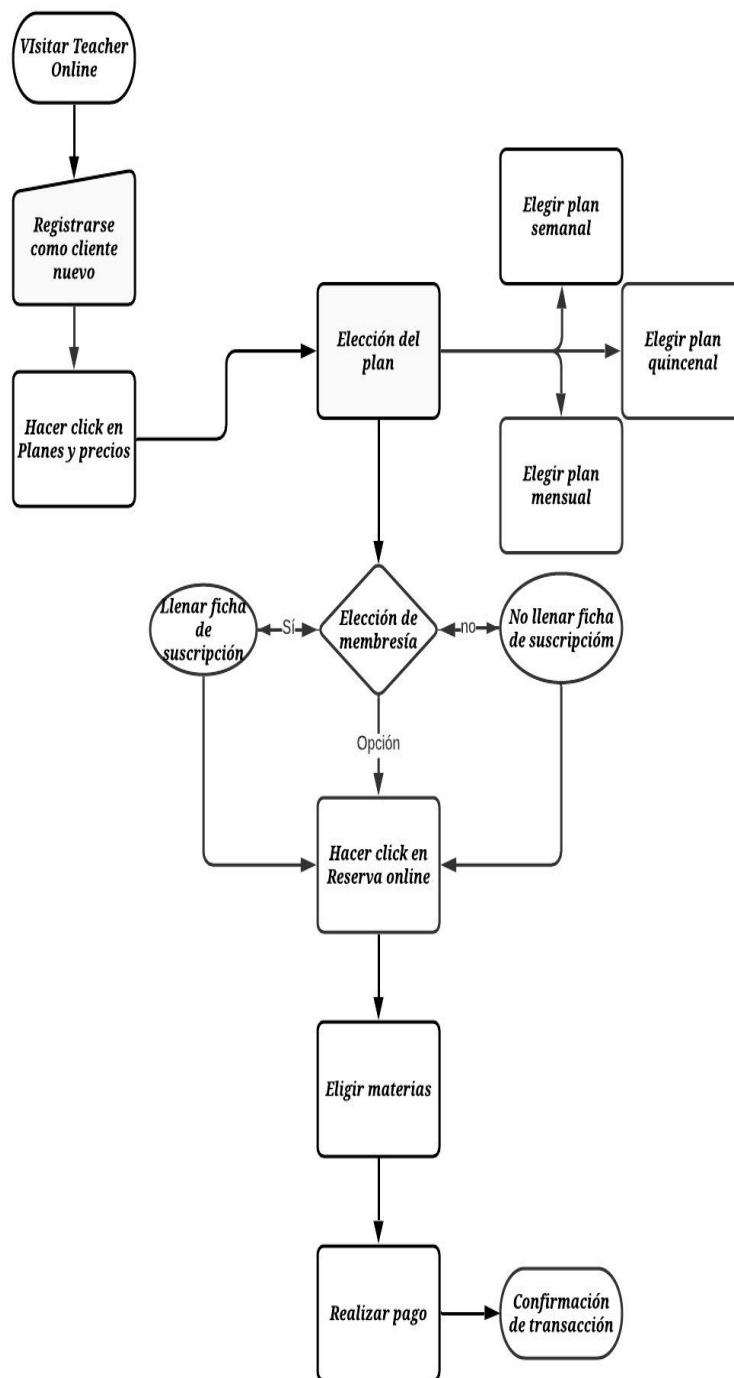 VIsitar Teacher
Online
Registrarse
como cliente
nuevo
Hacer click en
Planes y precios
Elección del
plan
Elegir plan
semanal
Elegir plan
quincenal
Elegir plan
mensual
Elección de
membresía
Sí
Llenar ficha
de
suscripción
no
No llenar ficha
de suscripcióm
Opción
Hacer click en
Reserva online
Eligir materias
Realizar pago
Confirmación
de transacción